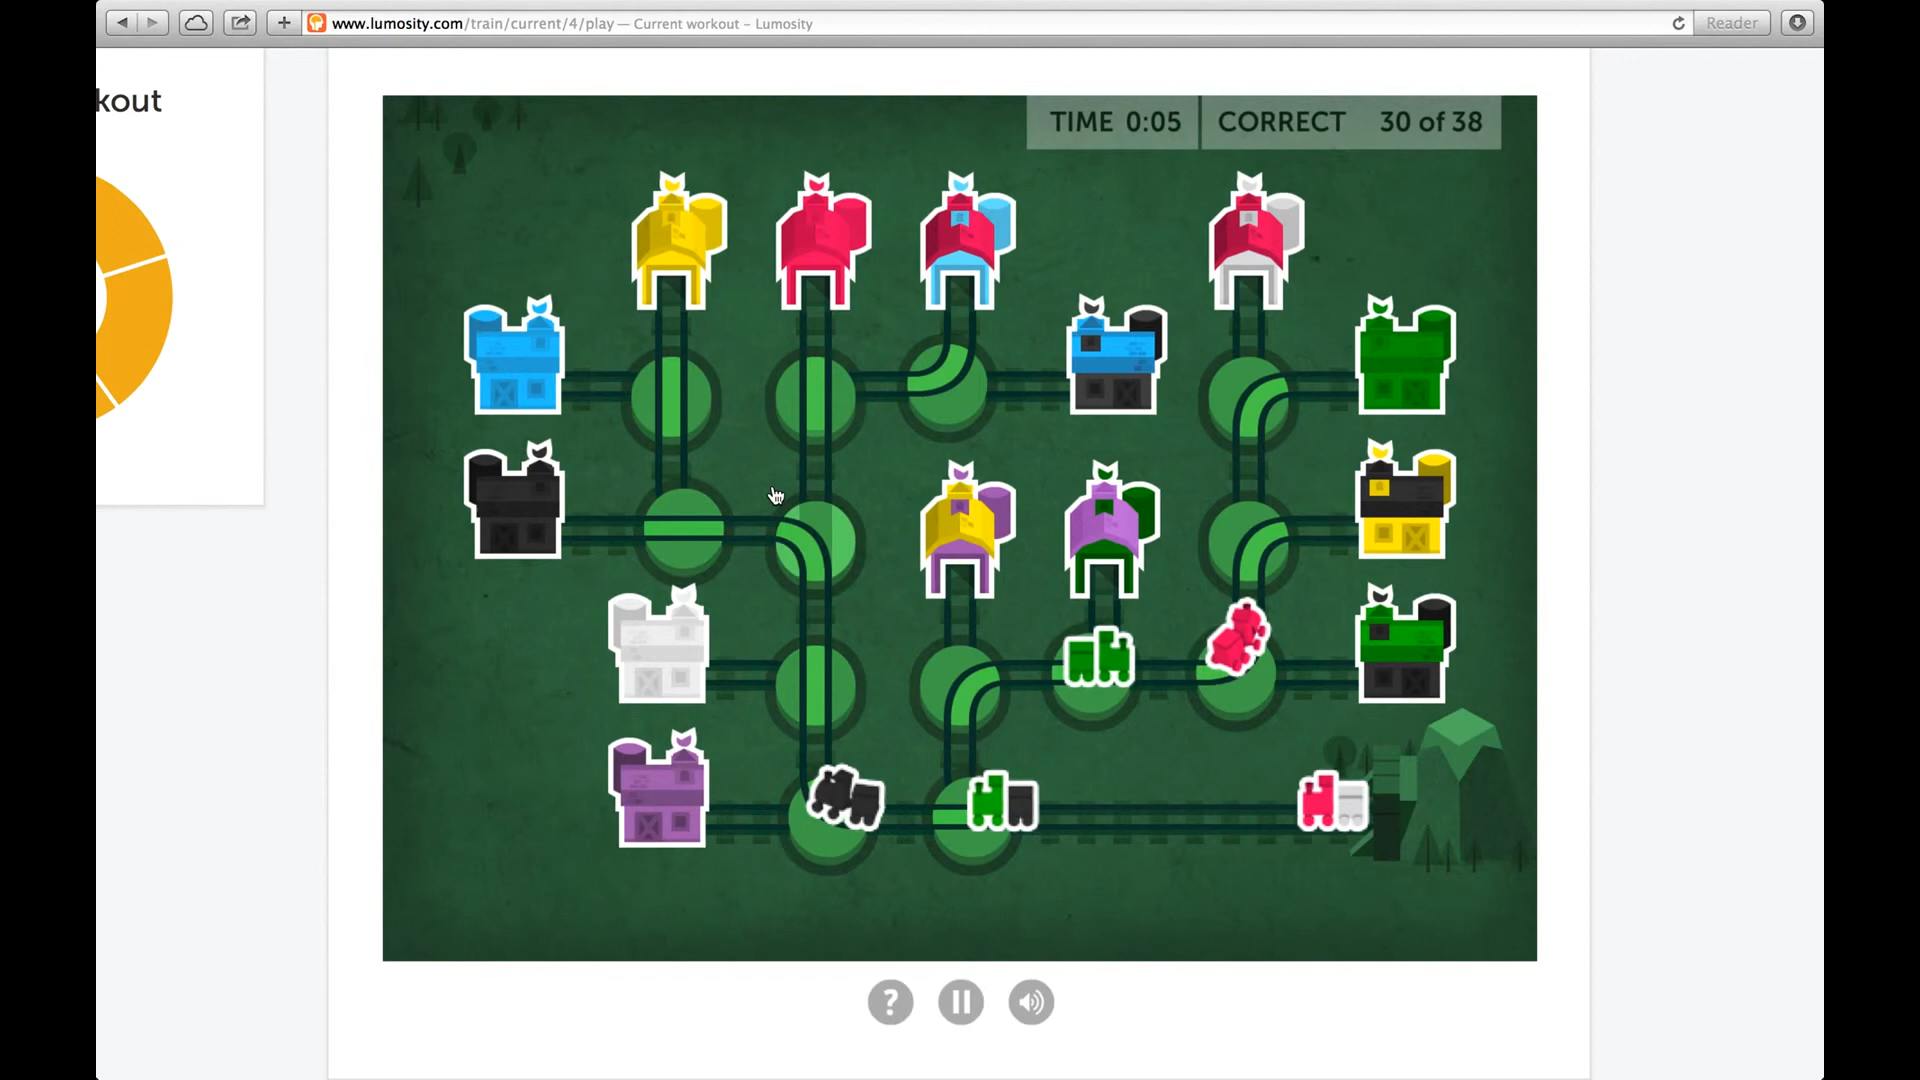 www.lumosity.com/train/current/4/play — Current workout – Lumosity
Reader
kout
TIME 0:05
CORRECT 30 of 38
?